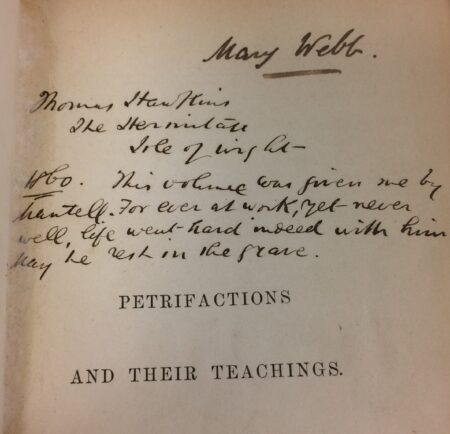 Mary Webb.
Thomas Hawkins
The Hermitage
Isle of wight
1860. This volume was given me by
Mantell. For ever at work, yet never
well, life went hard indeed with him
May he rest in the grave.
PETRIFACTIONS
AND THEIR TEACHINGS.